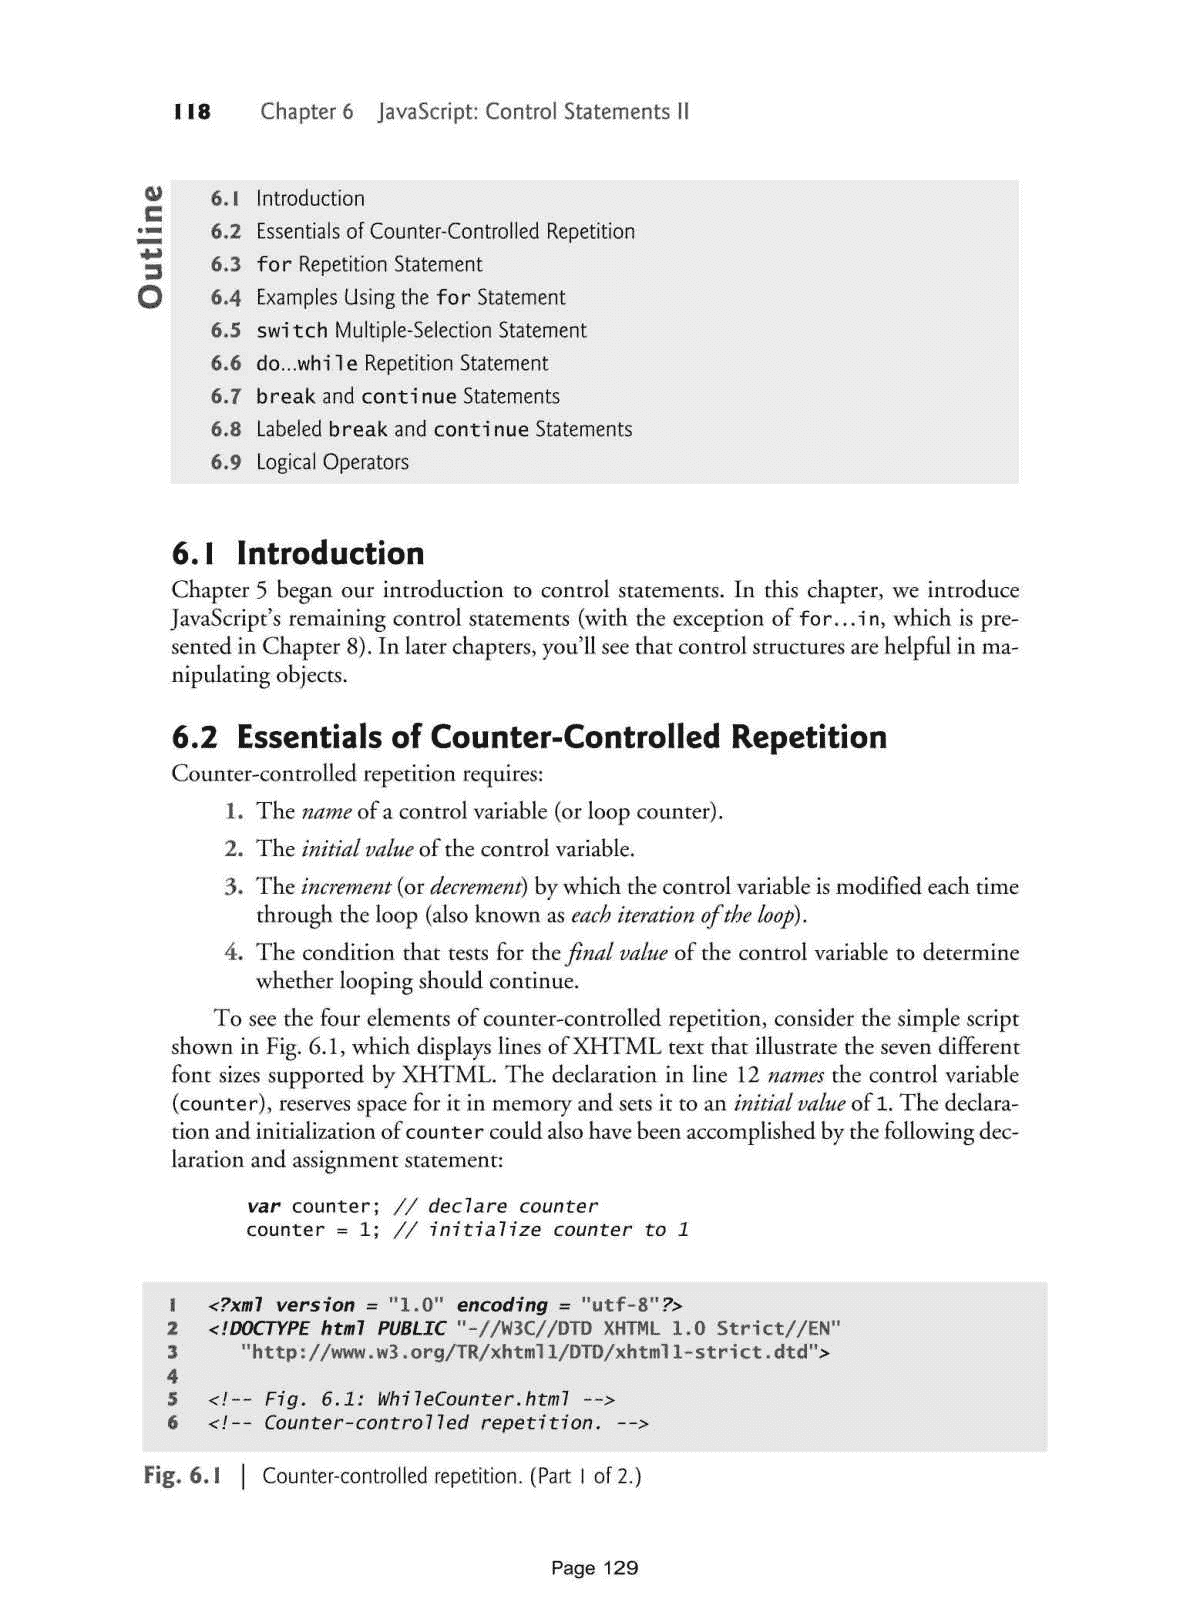 118 Chapter 6 JavaScript: Control Statements II
Outline
6.1 Introduction
6.2 Essentials of Counter-Controlled Repetition
6.3 for Repetition Statement
6.4 Examples Using the for Statement
6.5 switch Multiple-Selection Statement
6.6 do...while Repetition Statement
6.7 break and continue Statements
6.8 Labeled break and continue Statements
6.9 Logical Operators
6.1 Introduction
Chapter 5 began our introduction to control statements. In this chapter, we introduce
JavaScript's remaining control statements (with the exception of for...in, which is pre-
sented in Chapter 8). In later chapters, you'll see that control structures are helpful in ma-
nipulating objects.
6.2 Essentials of Counter-Controlled Repetition
Counter-controlled repetition requires:
1. The name of a control variable (or loop counter).
2. The initial value of the control variable.
3. The increment (or decrement) by which the control variable is modified each time
through the loop (also known as each iteration of the loop).
4. The condition that tests for the final value of the control variable to determine
whether looping should continue.
To see the four elements of counter-controlled repetition, consider the simple script
shown in Fig. 6.1, which displays lines of XHTML text that illustrate the seven different
font sizes supported by XHTML. The declaration in line 12 names the control variable
(counter), reserves space for it in memory and sets it to an initial value of 1. The declara-
tion and initialization of counter could also have been accomplished by the following dec-
laration and assignment statement:
var counter; // declare counter
counter = 1; // initialize counter to 1
1 <?xml version = "1.0" encoding = "utf-8"?>
2 <!DOCTYPE html PUBLIC "-//W3C//DTD XHTML 1.0 Strict//EN"
3 "http://www.w3.org/TR/xhtml1/DTD/xhtml1-strict.dtd">
4
5 <!-- Fig. 6.1: WhileCounter.html -->
6 <!-- Counter-controlled repetition. -->
Fig. 6.1 | Counter-controlled repetition. (Part 1 of 2.)
Page 129